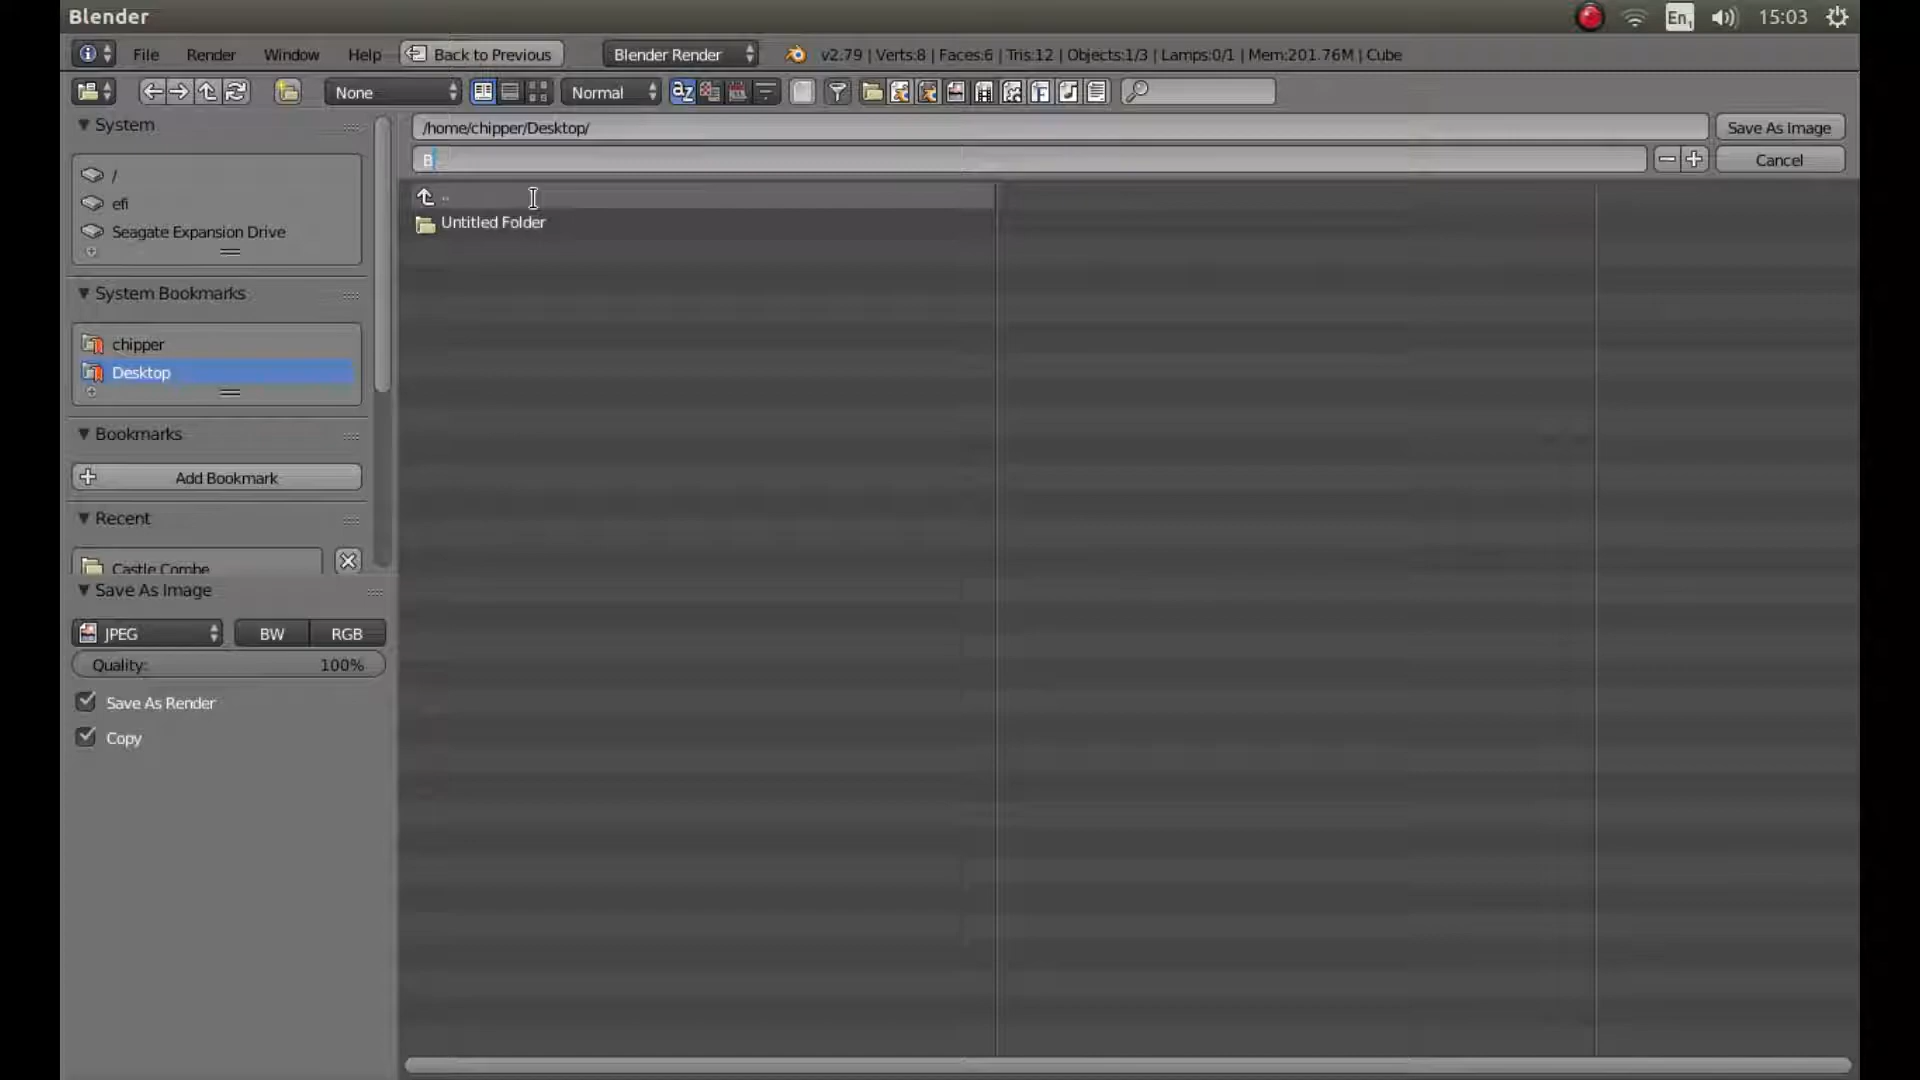 Blender
En1 15:03
File Render Window Help Back to Previous Blender Render v2.79 | Verts:8 | Faces:6 | Tris:12 | Objects:1/3 | Lamps:0/1 | Mem:201.76M | Cube
None Normal
System
/home/chipper/Desktop/ Save As Image
B Cancel
/
..
efi
Untitled Folder
Seagate Expansion Drive
System Bookmarks
chipper
Desktop
Bookmarks
Add Bookmark
Recent
Castle Combe
Save As Image
JPEG BW RGB
Quality: 100%
Save As Render
Copy